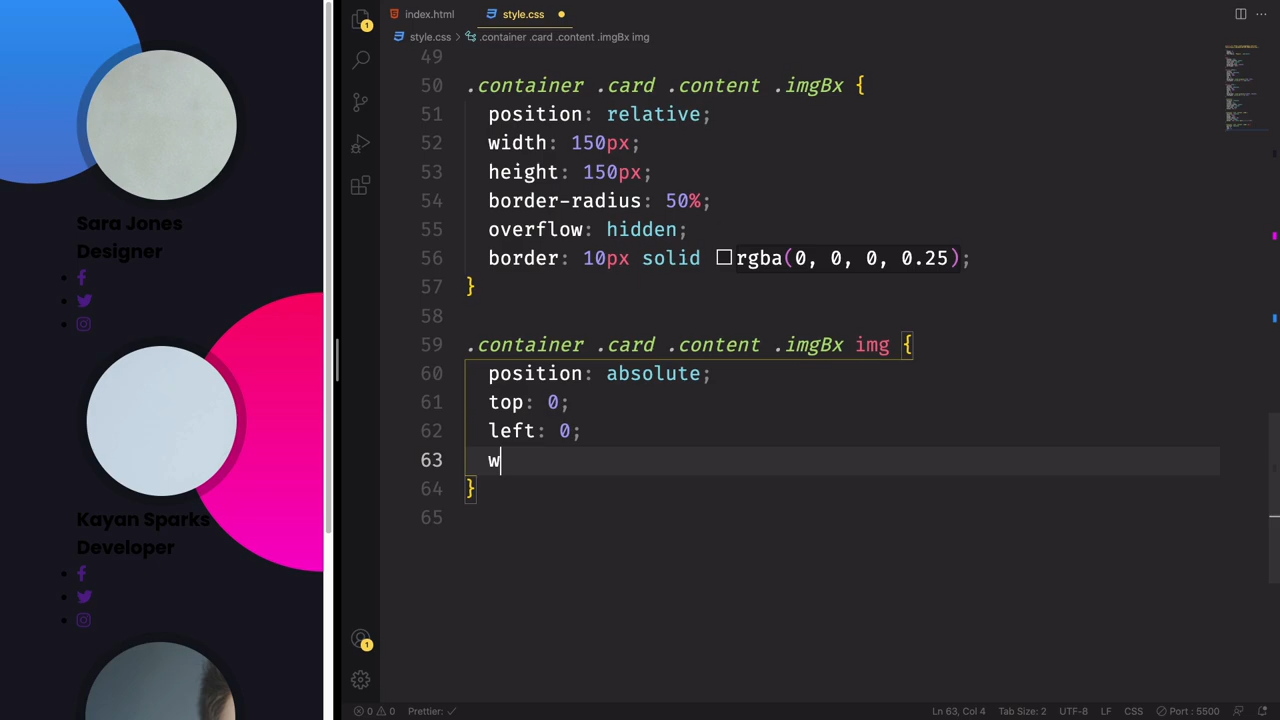 Sara Jones
Designer
Kayan Sparks
Developer
1
index.html
style.css
style.css > .container .card .content .imgBx img
49
50 .container .card .content .imgBx {
51 position: relative;
52 width: 150px;
53 height: 150px;
54 border-radius: 50%;
55 overflow: hidden;
56 border: 10px solid rgba(0, 0, 0, 0.25);
57 }
58
59 .container .card .content .imgBx img {
60 position: absolute;
61 top: 0;
62 left: 0;
63 w
64 }
65
1
0 0 Prettier: ✓ Ln 63, Col 4 Tab Size: 2 UTF-8 LF CSS Port : 5500